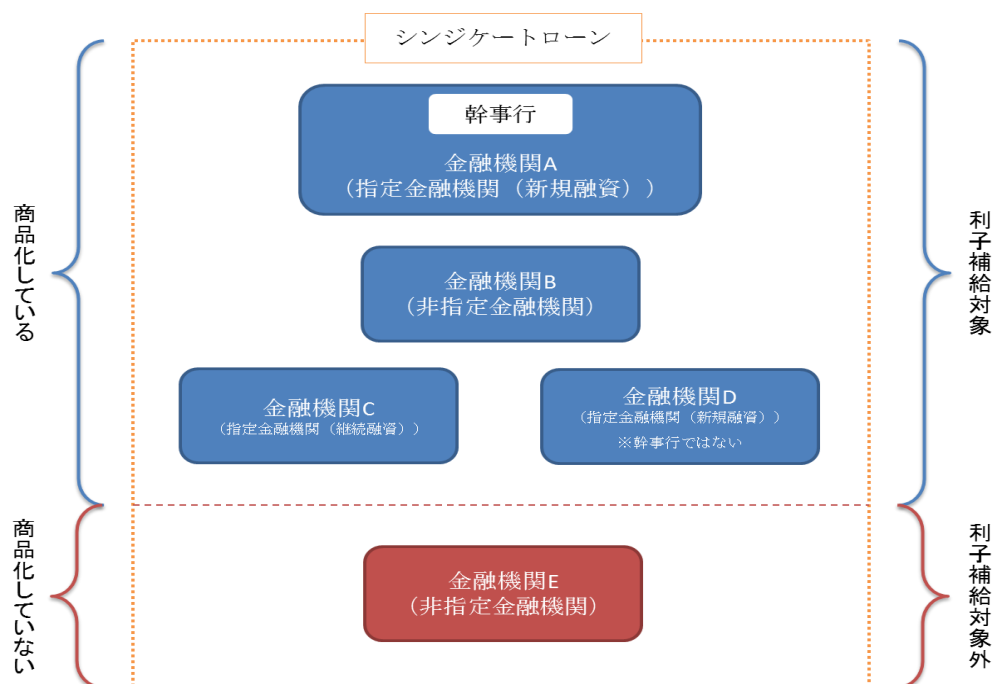 シンジケートローン
幹事行
金融機関A
（指定金融機関（新規融資））
商品化している
利子補給対象
金融機関B
（非指定金融機関）
金融機関C
（指定金融機関（継続融資））
金融機関D
（指定金融機関（新規融資））
※幹事行ではない
商品化していない
利子補給対象外
金融機関E
（非指定金融機関）